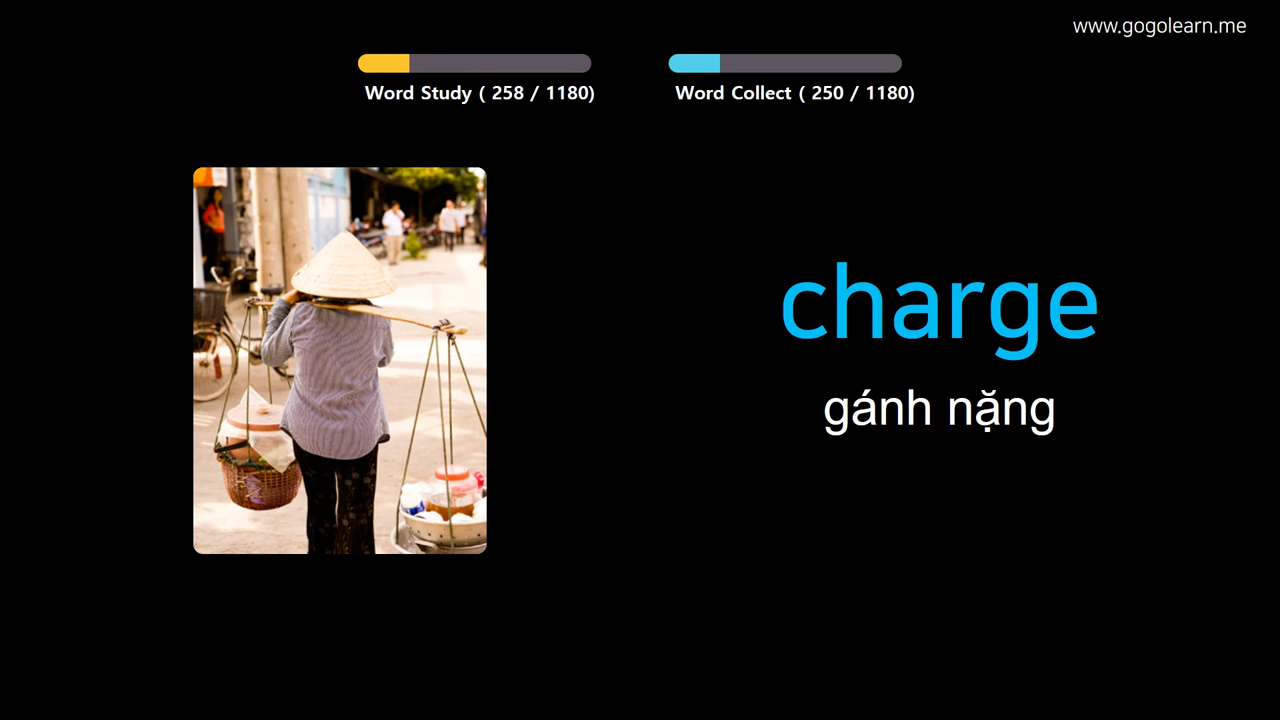 www.gogolearn.me
Word Study ( 258 / 1180)
Word Collect ( 250 / 1180)
charge
gánh nặng